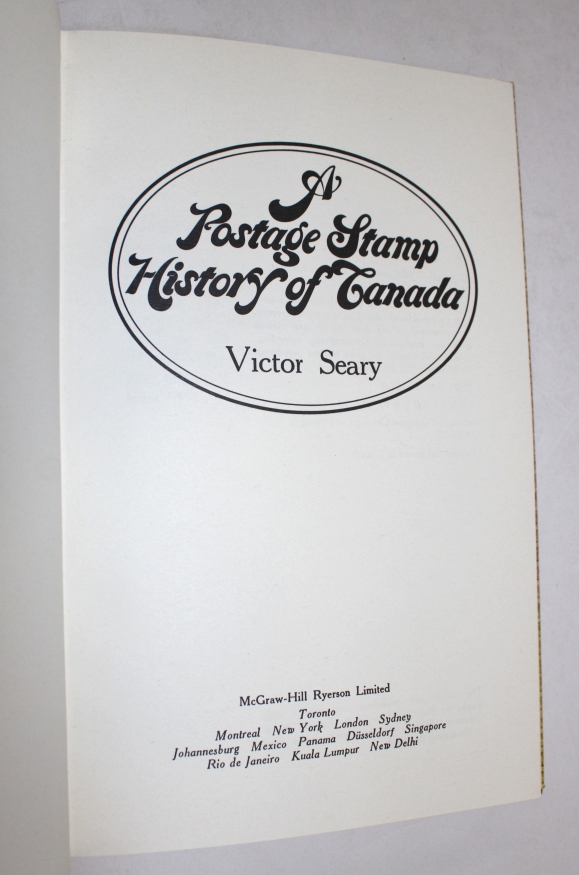 A
Postage Stamp
History of Canada
Victor Seary
McGraw-Hill Ryerson Limited
Toronto
Montreal New York London Sydney
Johannesburg Mexico Panama Düsseldorf Singapore
Rio de Janeiro Kuala Lumpur New Delhi